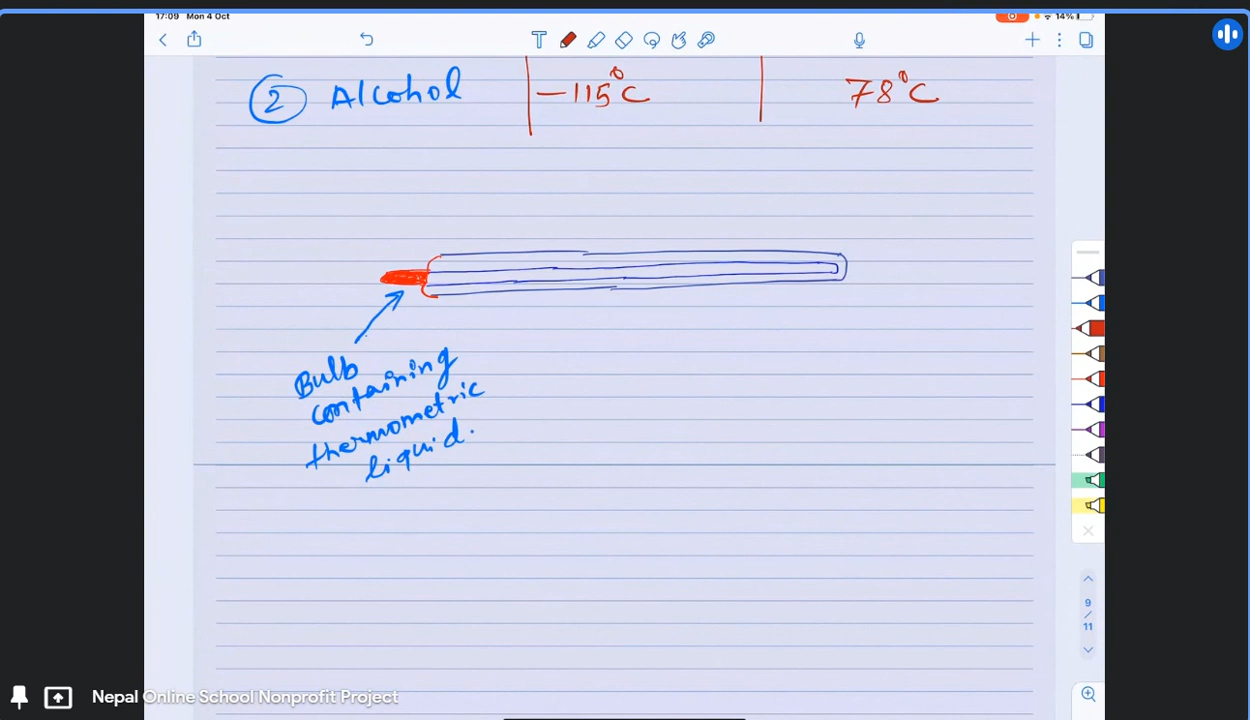 17:09 Mon 4 Oct
14%
T
2 Alcohol -115°C 78°C
Bulb
containing
thermometric
liquid.
9
/
11
Nepal Online School Nonprofit Project